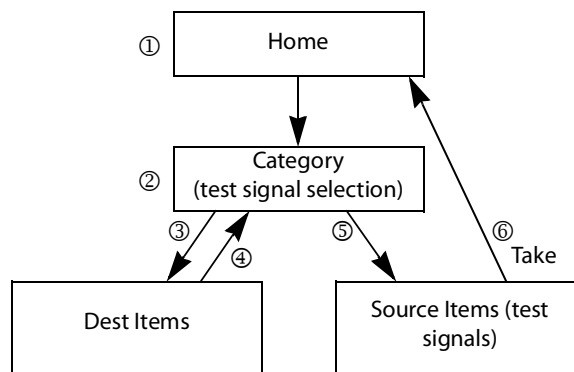 ① Home
Category
② (test signal selection)
③ ④ ⑤ ⑥
Take
Dest Items
Source Items (test
signals)